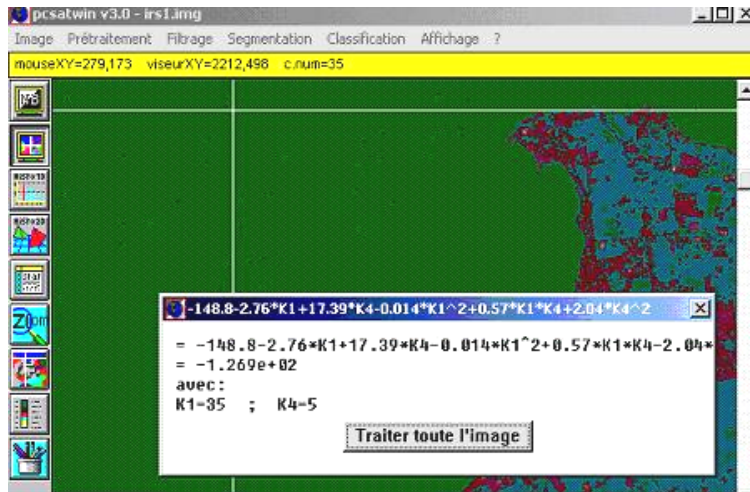 pcsatwin v3.0 - irs1.img
Image Prétraitement Filtrage Segmentation Classification Affichage ?
mouseXY=279,173 viseurXY=2212,498 c.num=35
-148.8-2.76*K1+17.39*K4-0.014*K1^2+0.57*K1*K4+2.04*K4^2
= -148.8-2.76*K1+17.39*K4-0.014*K1^2+0.57*K1*K4-2.04*
= -1.269e+02
avec:
K1=35 ; K4=5
Traiter toute l'image
Zoom